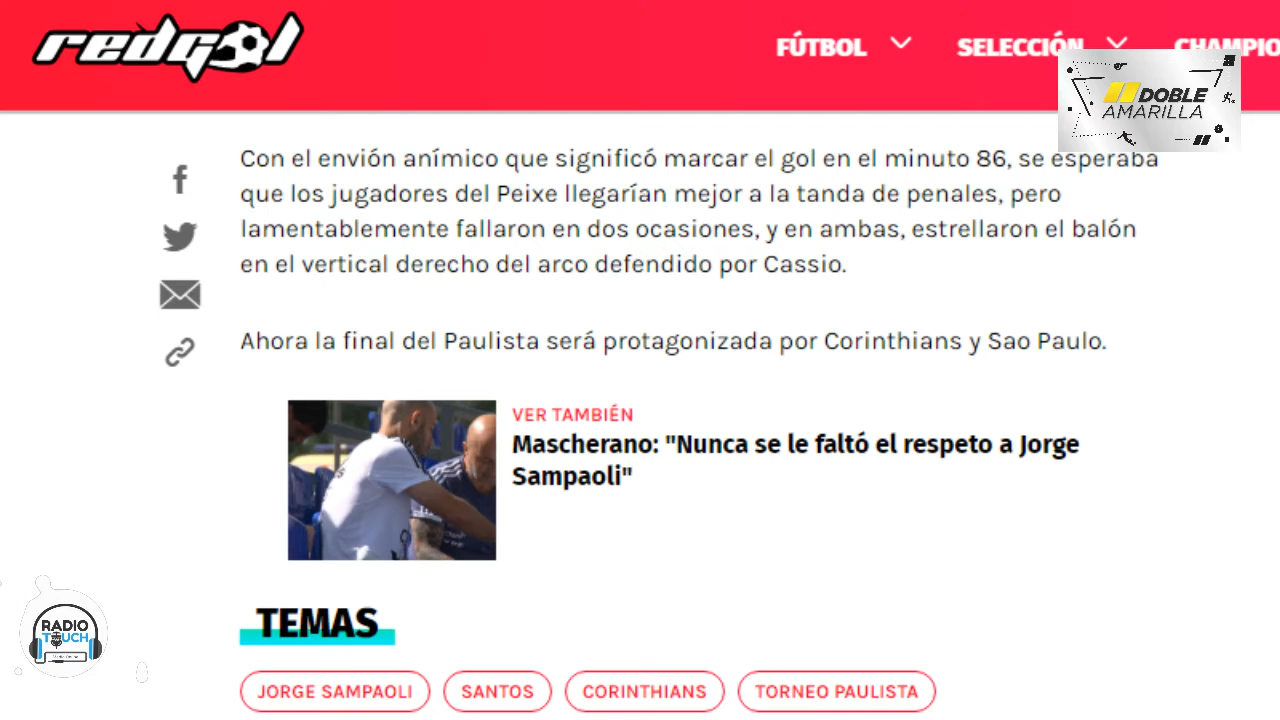 redgol
FÚTBOL
SELECCIÓN
CHAMPIO
DOBLE
AMARILLA
Con el envión anímico que significó marcar el gol en el minuto 86, se esperaba
que los jugadores del Peixe llegarían mejor a la tanda de penales, pero
lamentablemente fallaron en dos ocasiones, y en ambas, estrellaron el balón
en el vertical derecho del arco defendido por Cassio.
Ahora la final del Paulista será protagonizada por Corinthians y Sao Paulo.
VER TAMBIÉN
Mascherano: "Nunca se le faltó el respeto a Jorge
Sampaoli"
RADIO
TOUCH
TEMAS
JORGE SAMPAOLI
SANTOS
CORINTHIANS
TORNEO PAULISTA